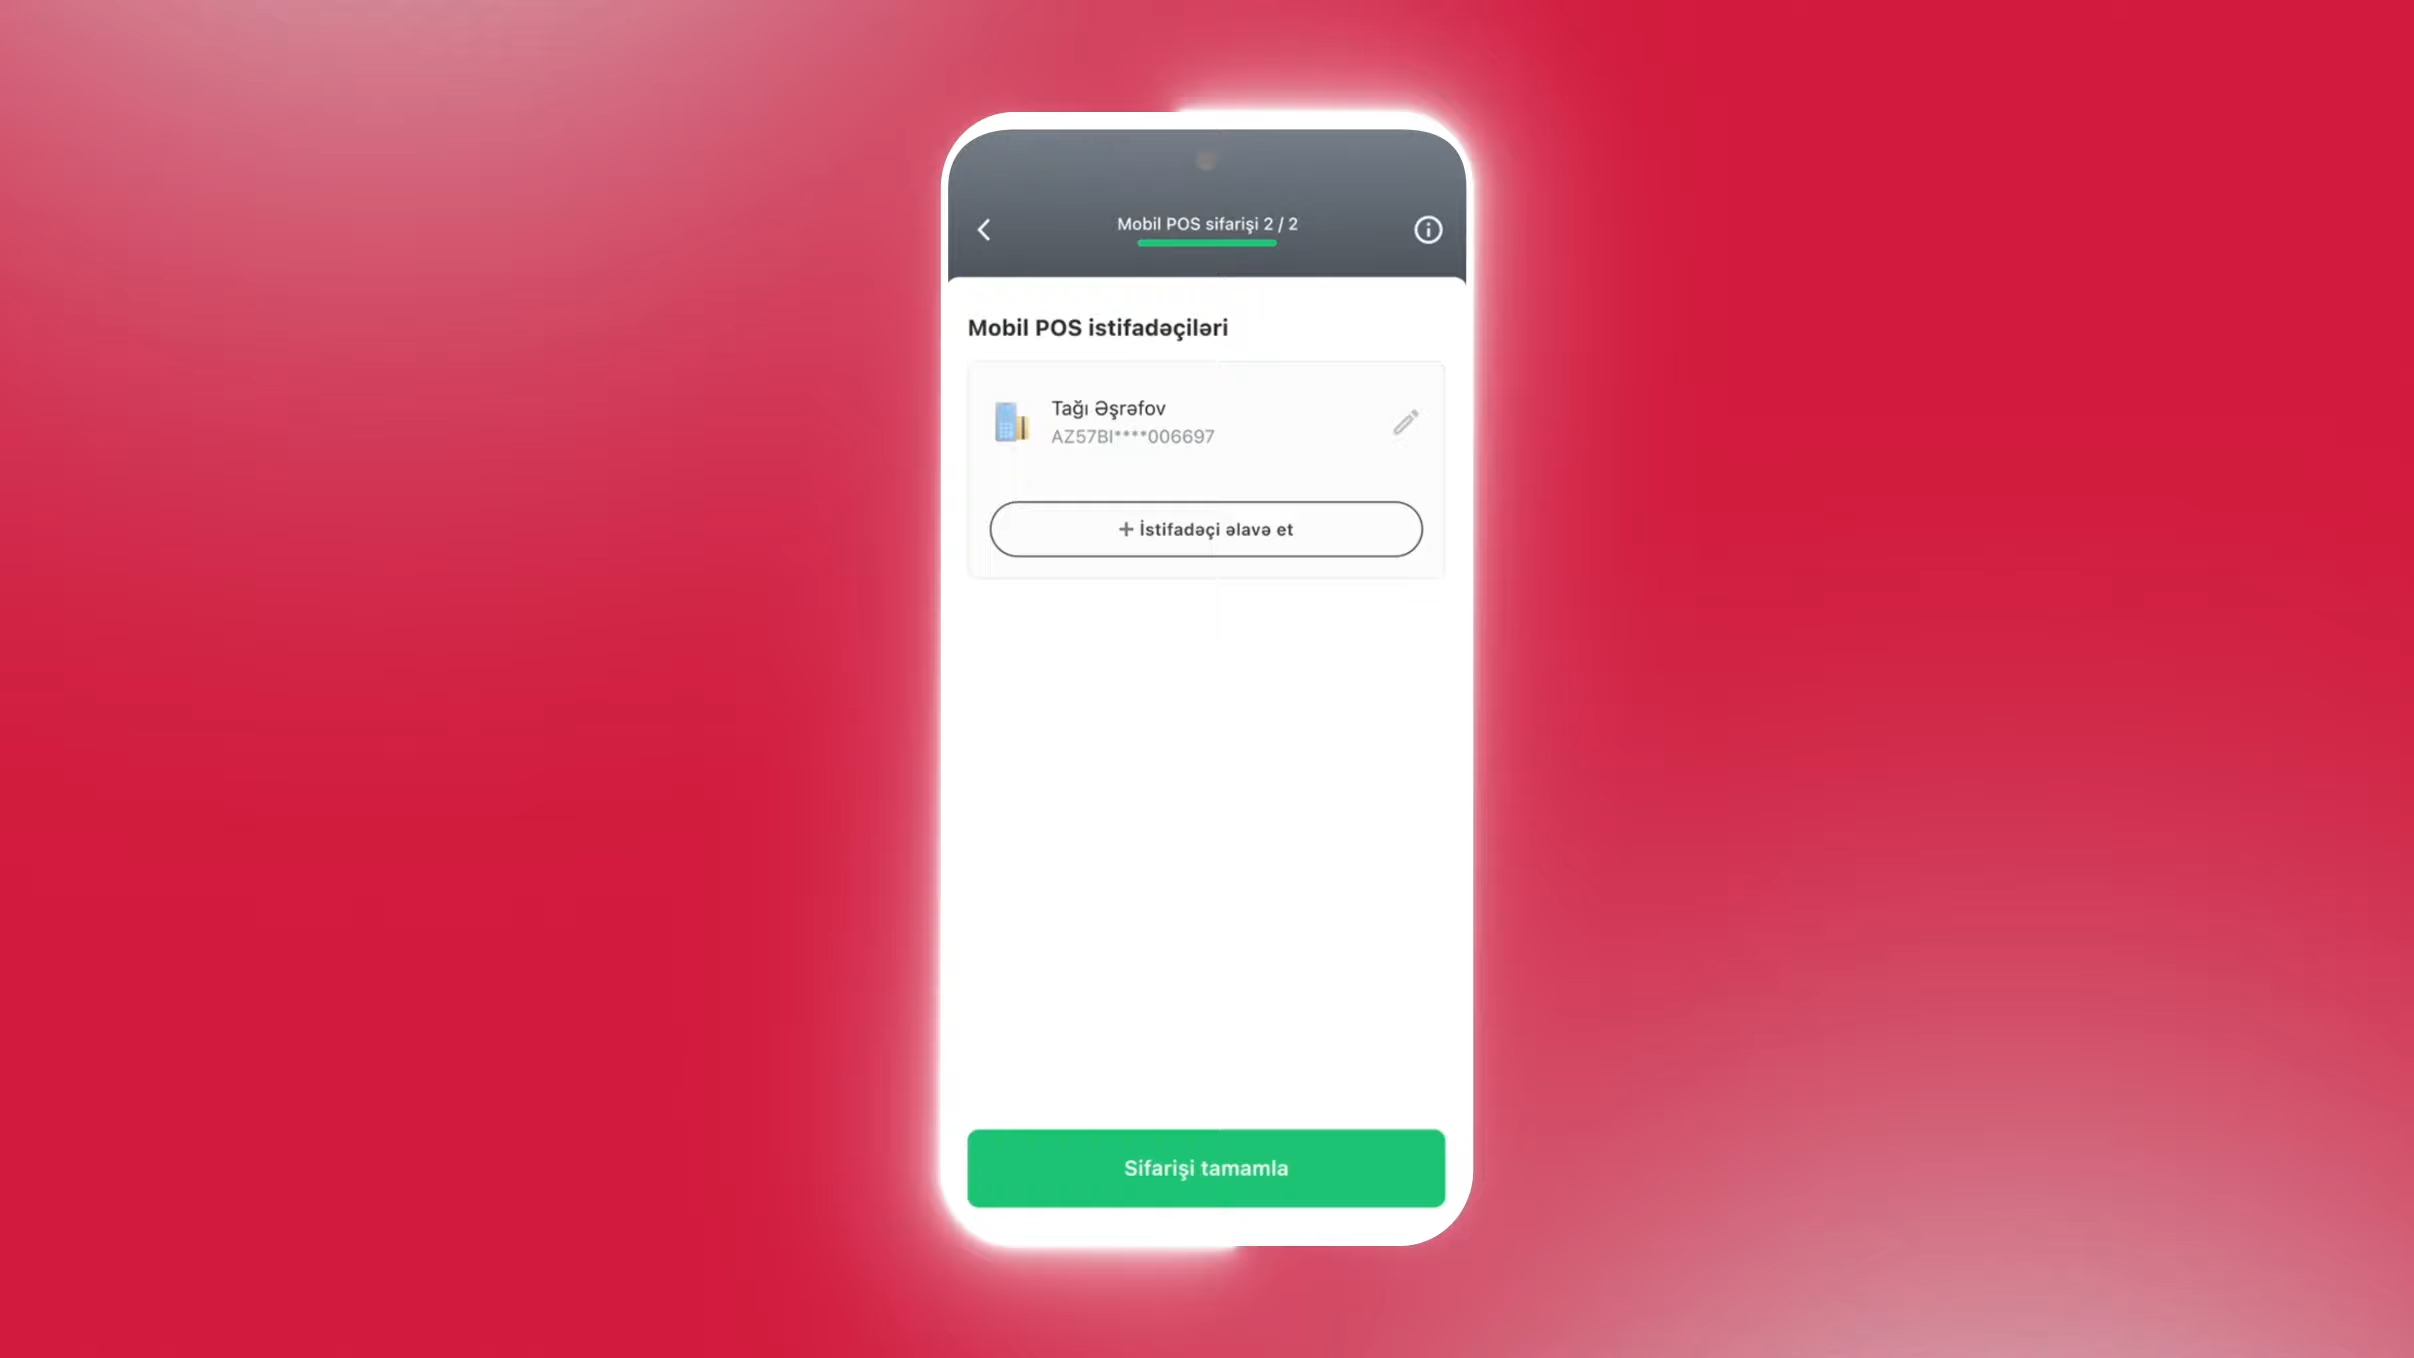 Mobil POS sifarişi 2 / 2
Mobil POS istifadəçiləri
Tağı Əşrəfov
AZ57BI****006697
+ İstifadəçi əlavə et
Sifarişi tamamla